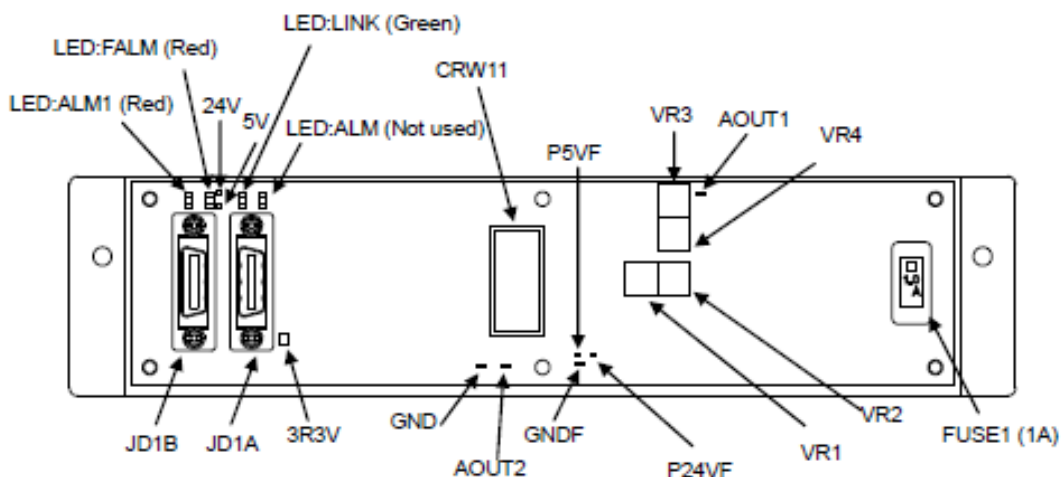 LED:LINK (Green)
LED:FALM (Red)
CRW11
LED:ALM1 (Red)
24V
5V
LED:ALM (Not used)
VR3
AOUT1
VR4
P5VF
JD1B
JD1A
3R3V
GND
AOUT2
GNDF
P24VF
VR1
VR2
FUSE1 (1A)